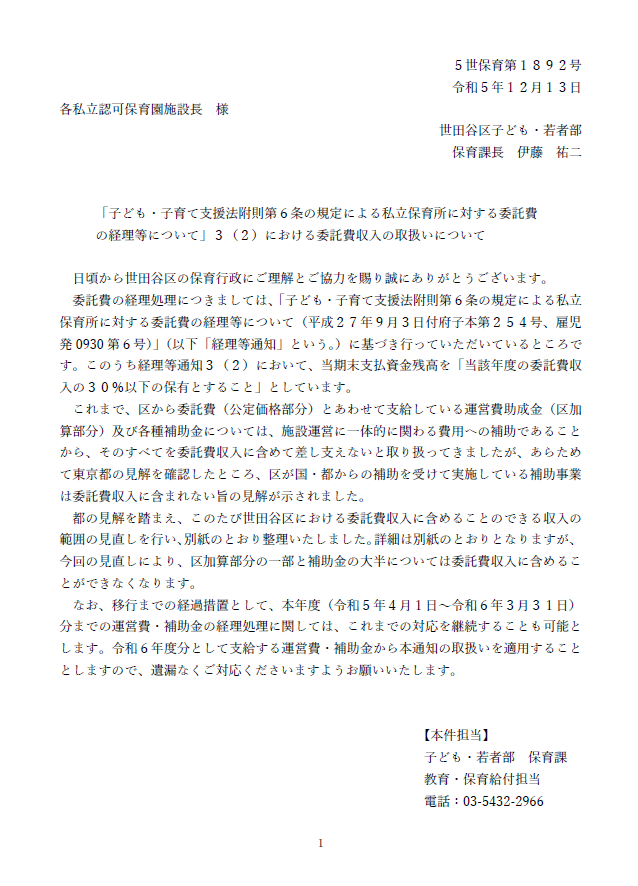 ５世保育第１８９２号
令和５年１２月１３日
各私立認可保育園施設長　様
世田谷区子ども・若者部
保育課長　伊藤　祐二
「子ども・子育て支援法附則第６条の規定による私立保育所に対する委託費
の経理等について」３（２）における委託費収入の取扱いについて
日頃から世田谷区の保育行政にご理解とご協力を賜り誠にありがとうございます。
委託費の経理処理につきましては、「子ども・子育て支援法附則第６条の規定による私立
保育所に対する委託費の経理等について（平成２７年９月３日付府子本第２５４号、雇児
発 0930 第６号）」（以下「経理等通知」という。）に基づき行っていただいているところで
す。このうち経理等通知３（２）において、当期末支払資金残高を「当該年度の委託費収
入の３０％以下の保有とすること」としています。
これまで、区から委託費（公定価格部分）とあわせて支給している運営費助成金（区加
算部分）及び各種補助金については、施設運営に一体的に関わる費用への補助であること
から、そのすべてを委託費収入に含めて差し支えないと取り扱ってきましたが、あらため
て東京都の見解を確認したところ、区が国・都からの補助を受けて実施している補助事業
は委託費収入に含まれない旨の見解が示されました。
都の見解を踏まえ、このたび世田谷区における委託費収入に含めることのできる収入の
範囲の見直しを行い、別紙のとおり整理いたしました。詳細は別紙のとおりとなりますが、
今回の見直しにより、区加算部分の一部と補助金の大半については委託費収入に含めるこ
とができなくなります。
なお、移行までの経過措置として、本年度（令和５年４月１日～令和６年３月３１日）
分までの運営費・補助金の経理処理に関しては、これまでの対応を継続することも可能と
します。令和６年度分として支給する運営費・補助金から本通知の取扱いを適用すること
としますので、遺漏なくご対応くださいますようお願いいたします。
【本件担当】
子ども・若者部　保育課
教育・保育給付担当
電話：03-5432-2966
1